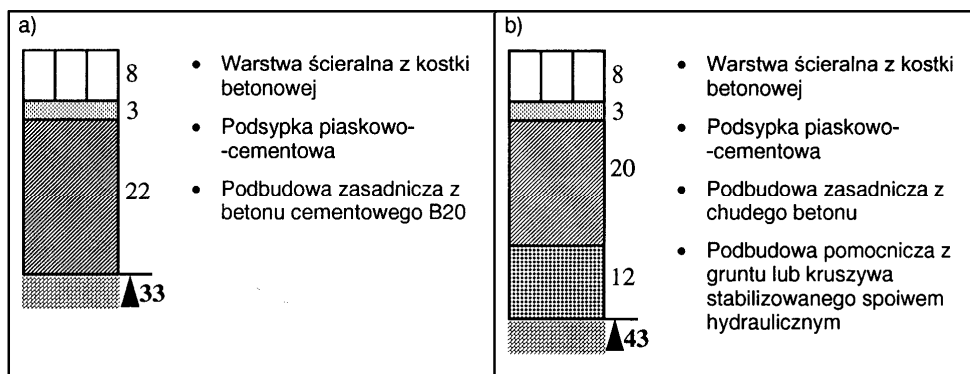 a)
8
3
22
33
• Warstwa ścieralna z kostki
betonowej
• Podsypka piaskowo-
-cementowa
• Podbudowa zasadnicza z
betonu cementowego B20
b)
8
3
20
12
43
• Warstwa ścieralna z kostki
betonowej
• Podsypka piaskowo-
-cementowa
• Podbudowa zasadnicza z
chudego betonu
• Podbudowa pomocnicza z
gruntu lub kruszywa
stabilizowanego spoiwem
hydraulicznym